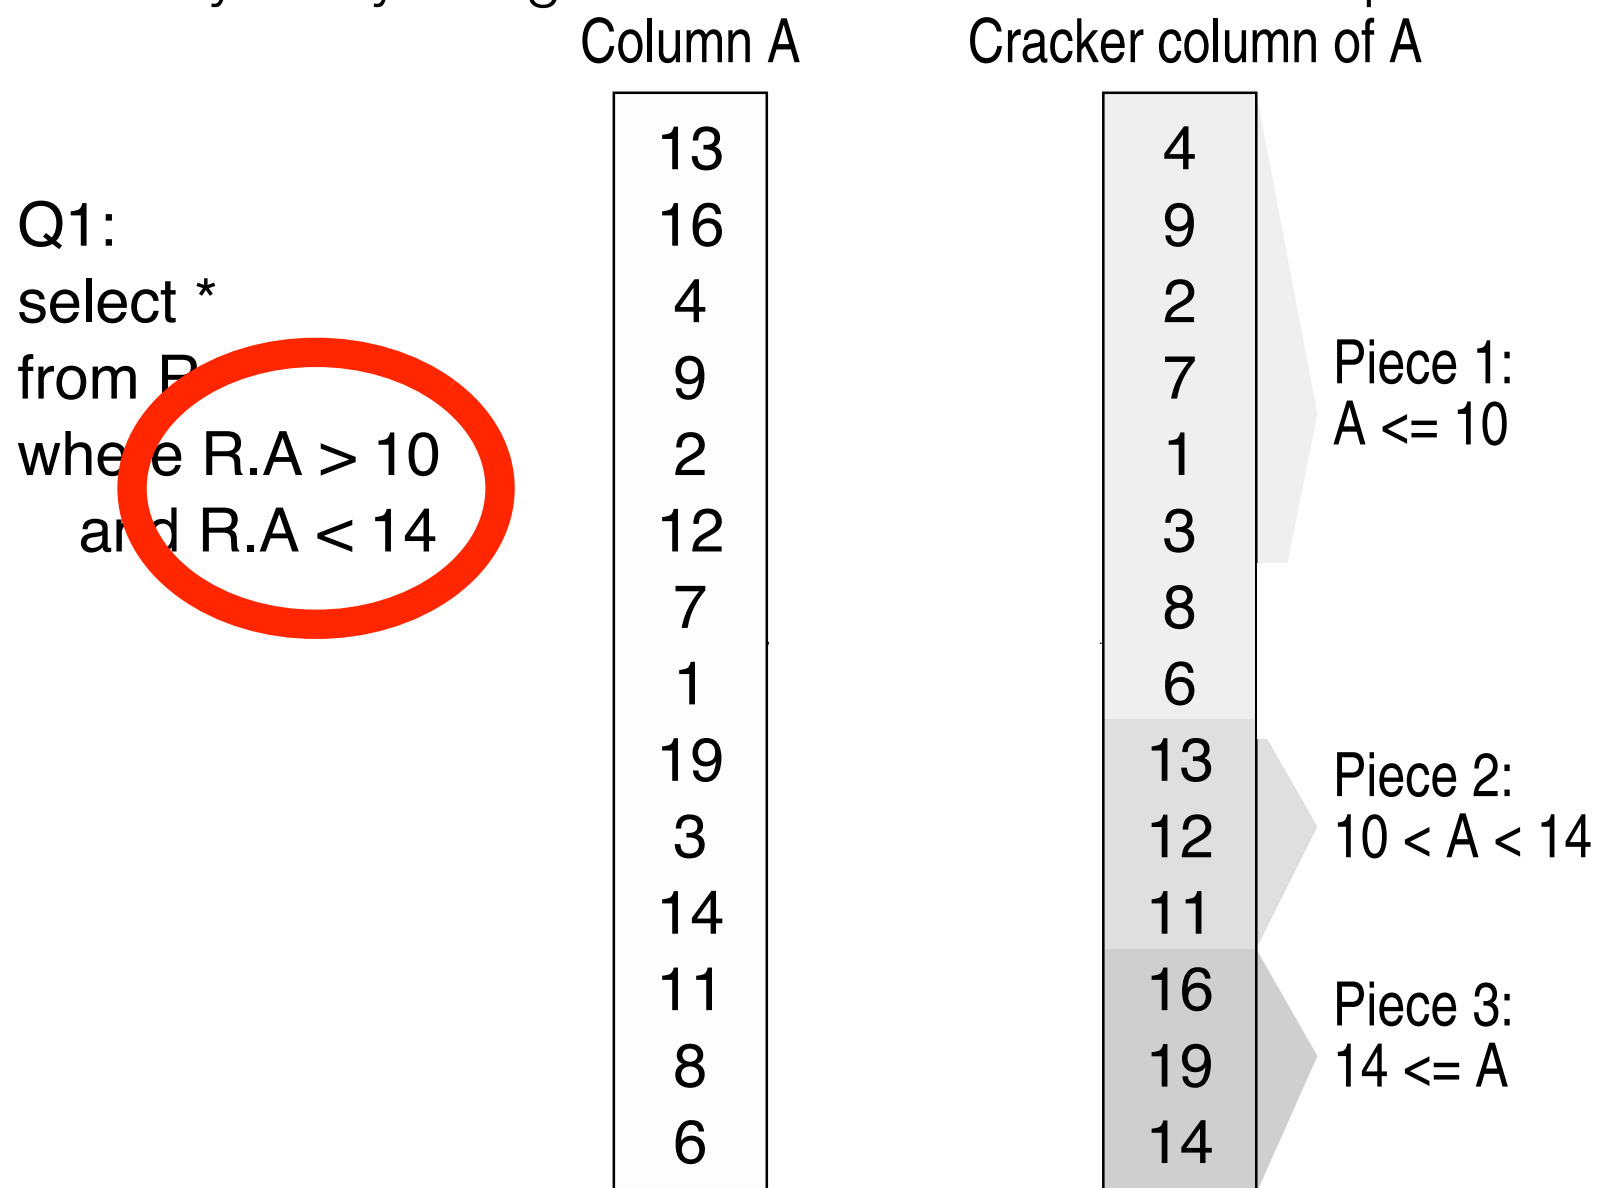 Column A
Cracker column of A
Q1:
select *
from R
where R.A > 10
and R.A < 14
13
16
4
9
2
12
7
1
19
3
14
11
8
6
4
9
2
7
1
3
8
6
13
12
11
16
19
14
Piece 1:
A <= 10
Piece 2:
10 < A < 14
Piece 3:
14 <= A